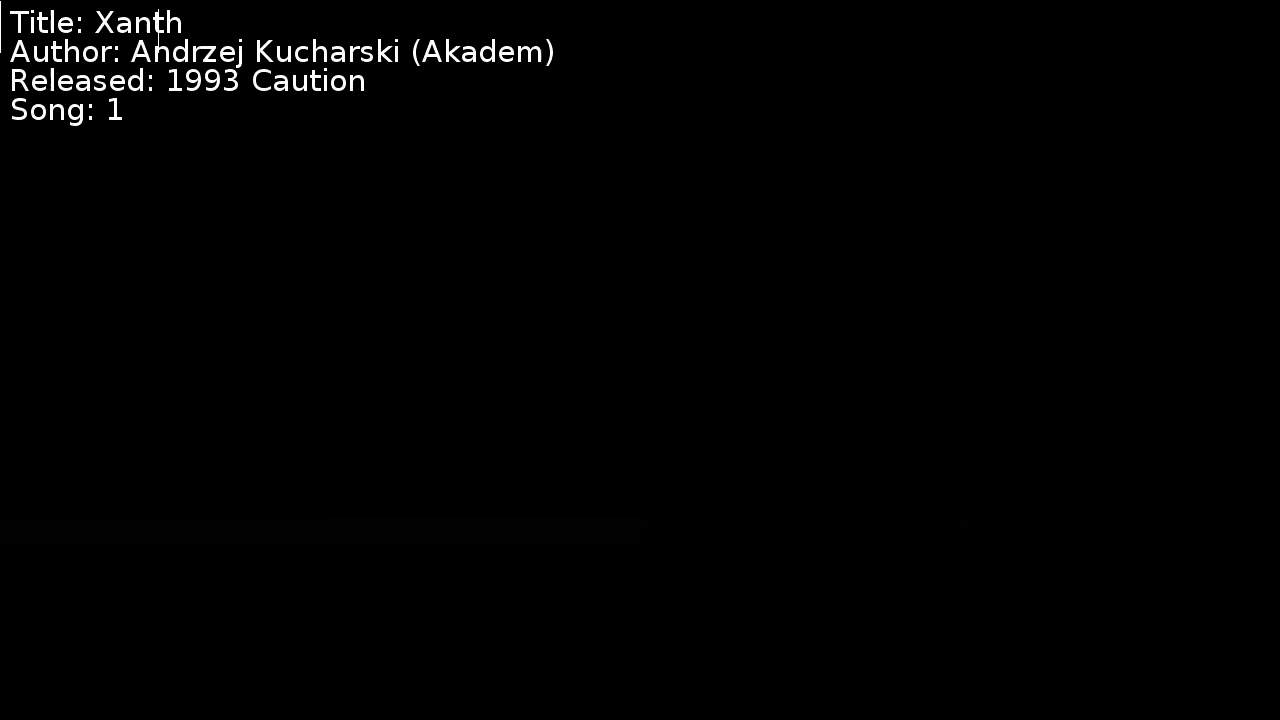 Title: Xanth
Author: Andrzej Kucharski (Akadem)
Released: 1993 Caution
Song: 1